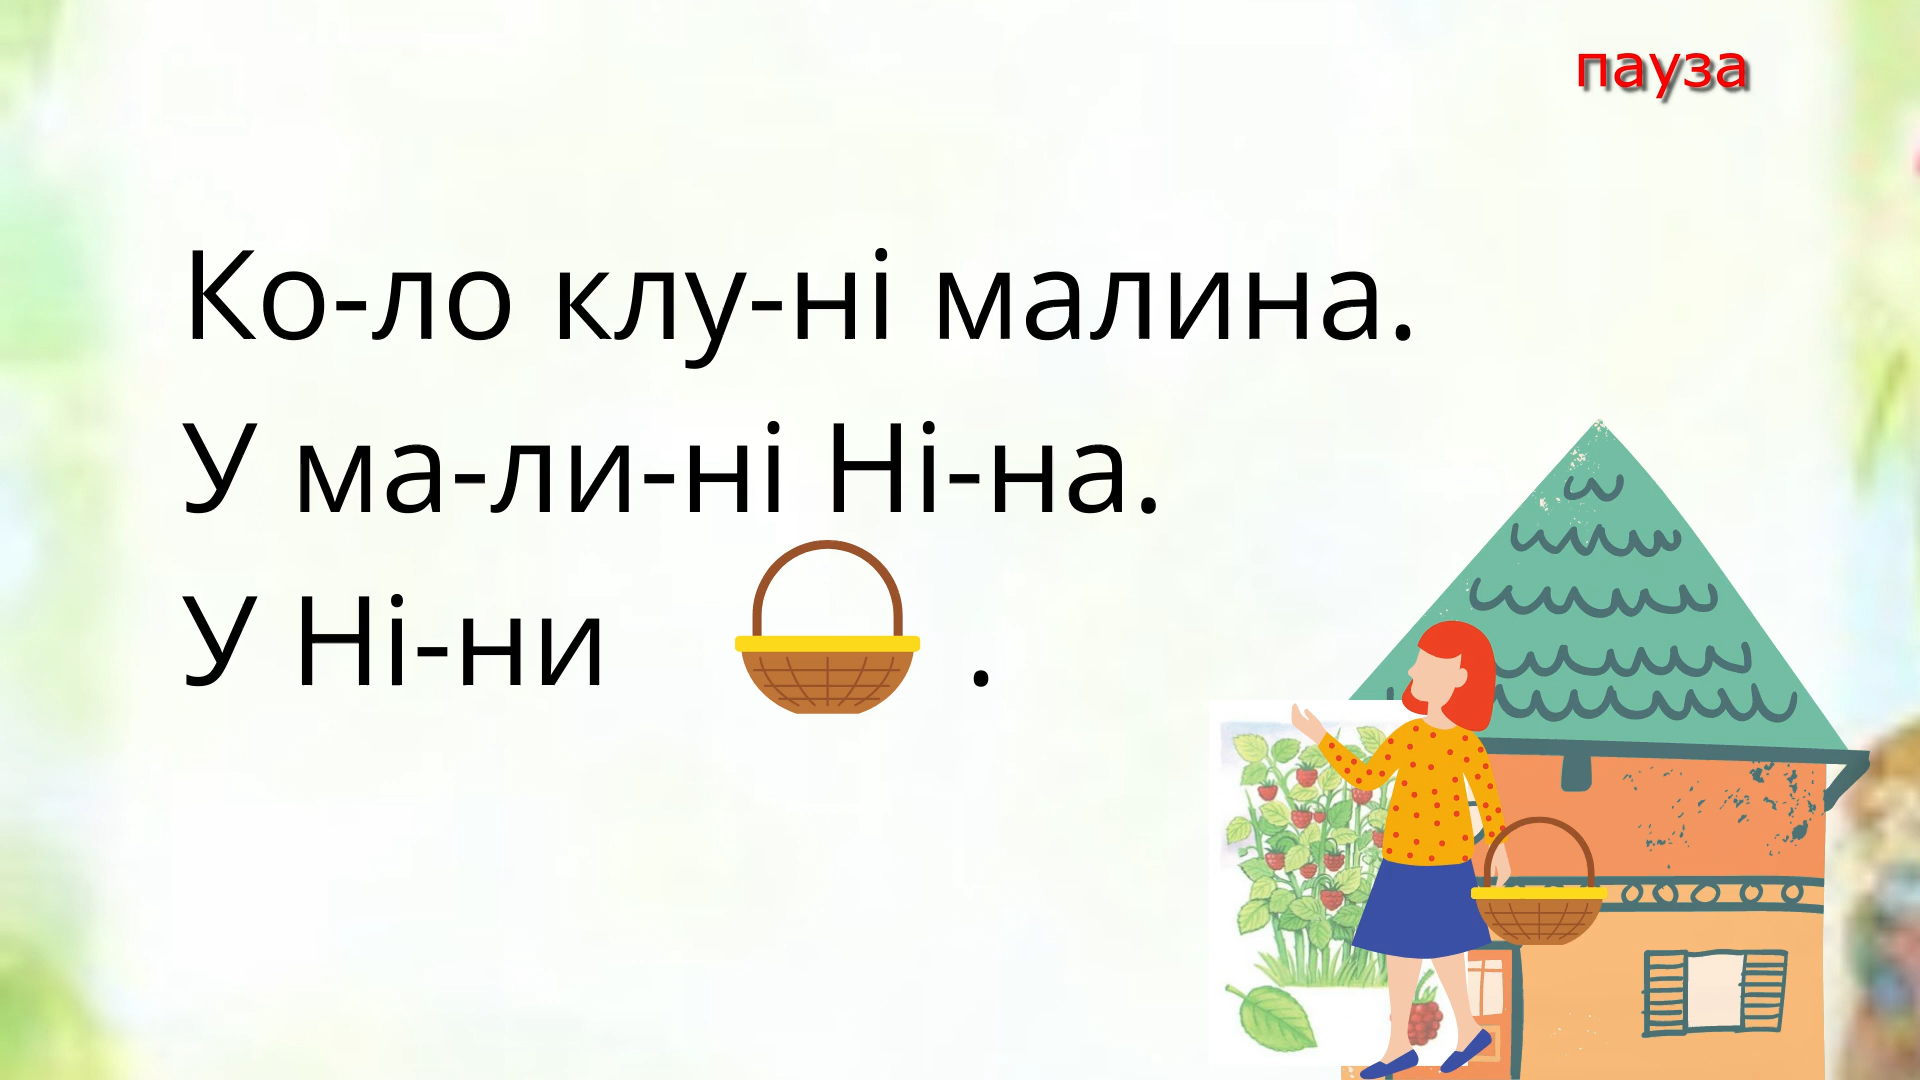 пауза
Ко-ло клу-ні малина.
У ма-ли-ні Ні-на.
У Ні-ни .